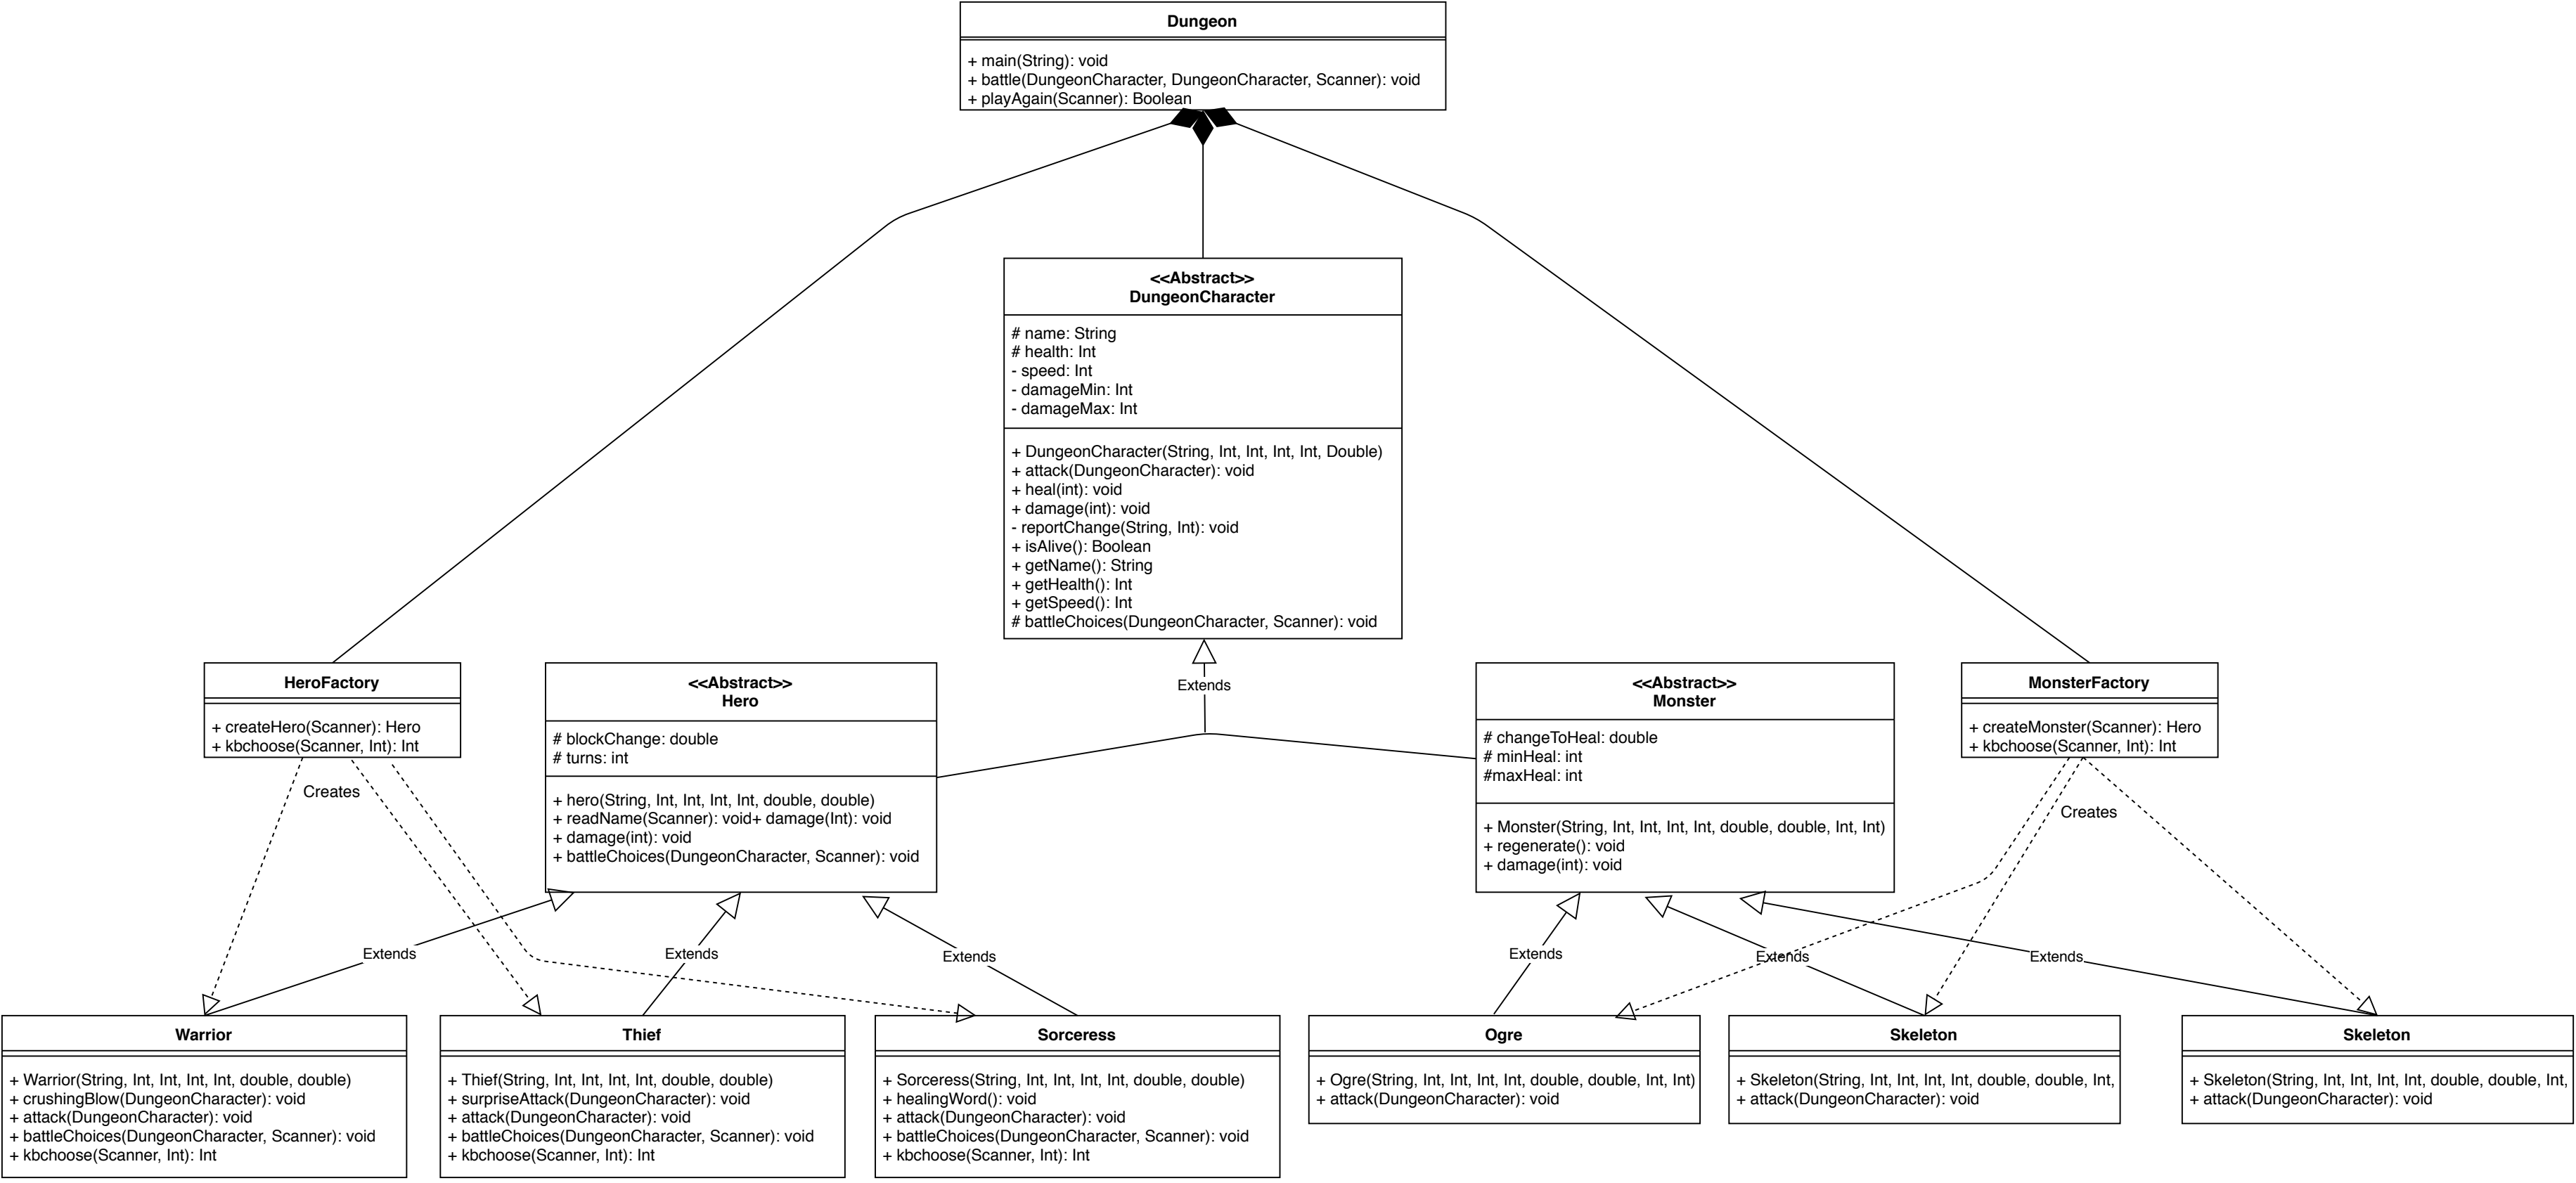 Dungeon
+ main(String): void
+ battle(DungeonCharacter, DungeonCharacter, Scanner): void
+ playAgain(Scanner): Boolean
<<Abstract>>
DungeonCharacter
# name: String
# health: Int
- speed: Int
- damageMin: Int
- damageMax: Int
+ DungeonCharacter(String, Int, Int, Int, Int, Double)
+ attack(DungeonCharacter): void
+ heal(int): void
+ damage(int): void
- reportChange(String, Int): void
+ isAlive(): Boolean
+ getName(): String
+ getHealth(): Int
+ getSpeed(): Int
# battleChoices(DungeonCharacter, Scanner): void
Extends
HeroFactory
+ createHero(Scanner): Hero
+ kbchoose(Scanner, Int): Int
Creates
<<Abstract>>
Hero
# blockChange: double
# turns: int
+ hero(String, Int, Int, Int, Int, double, double)
+ readName(Scanner): void+ damage(Int): void
+ damage(int): void
+ battleChoices(DungeonCharacter, Scanner): void
<<Abstract>>
Monster
# changeToHeal: double
# minHeal: int
#maxHeal: int
+ Monster(String, Int, Int, Int, Int, double, double, Int, Int)
+ regenerate(): void
+ damage(int): void
MonsterFactory
+ createMonster(Scanner): Hero
+ kbchoose(Scanner, Int): Int
Creates
Extends
Extends
Extends
Extends
Extends
Extends
Warrior
+ Warrior(String, Int, Int, Int, Int, double, double)
+ crushingBlow(DungeonCharacter): void
+ attack(DungeonCharacter): void
+ battleChoices(DungeonCharacter, Scanner): void
+ kbchoose(Scanner, Int): Int
Thief
+ Thief(String, Int, Int, Int, Int, double, double)
+ surpriseAttack(DungeonCharacter): void
+ attack(DungeonCharacter): void
+ battleChoices(DungeonCharacter, Scanner): void
+ kbchoose(Scanner, Int): Int
Sorceress
+ Sorceress(String, Int, Int, Int, Int, double, double)
+ healingWord(): void
+ attack(DungeonCharacter): void
+ battleChoices(DungeonCharacter, Scanner): void
+ kbchoose(Scanner, Int): Int
Ogre
+ Ogre(String, Int, Int, Int, Int, double, double, Int, Int)
+ attack(DungeonCharacter): void
Skeleton
+ Skeleton(String, Int, Int, Int, Int, double, double, Int,
+ attack(DungeonCharacter): void
Skeleton
+ Skeleton(String, Int, Int, Int, Int, double, double, Int,
+ attack(DungeonCharacter): void